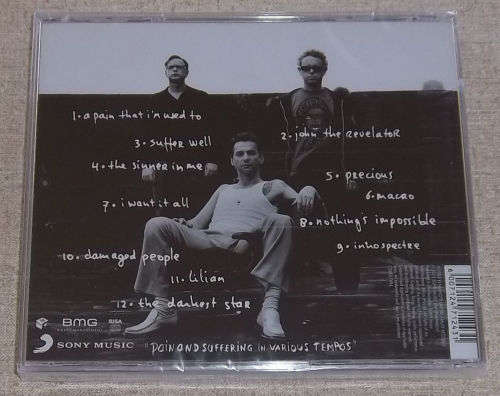 1. a pain that i'm used to
2. john the revelator
3. suffer well
4. the sinner in me
5. precious
6. macro
7. i want it all
8. nothing's impossible
9. introspectre
10. damaged people
11. lilian
12. the darkest star
BMG
SONY MUSIC
"PAIN AND SUFFERING IN VARIOUS TEMPOS"